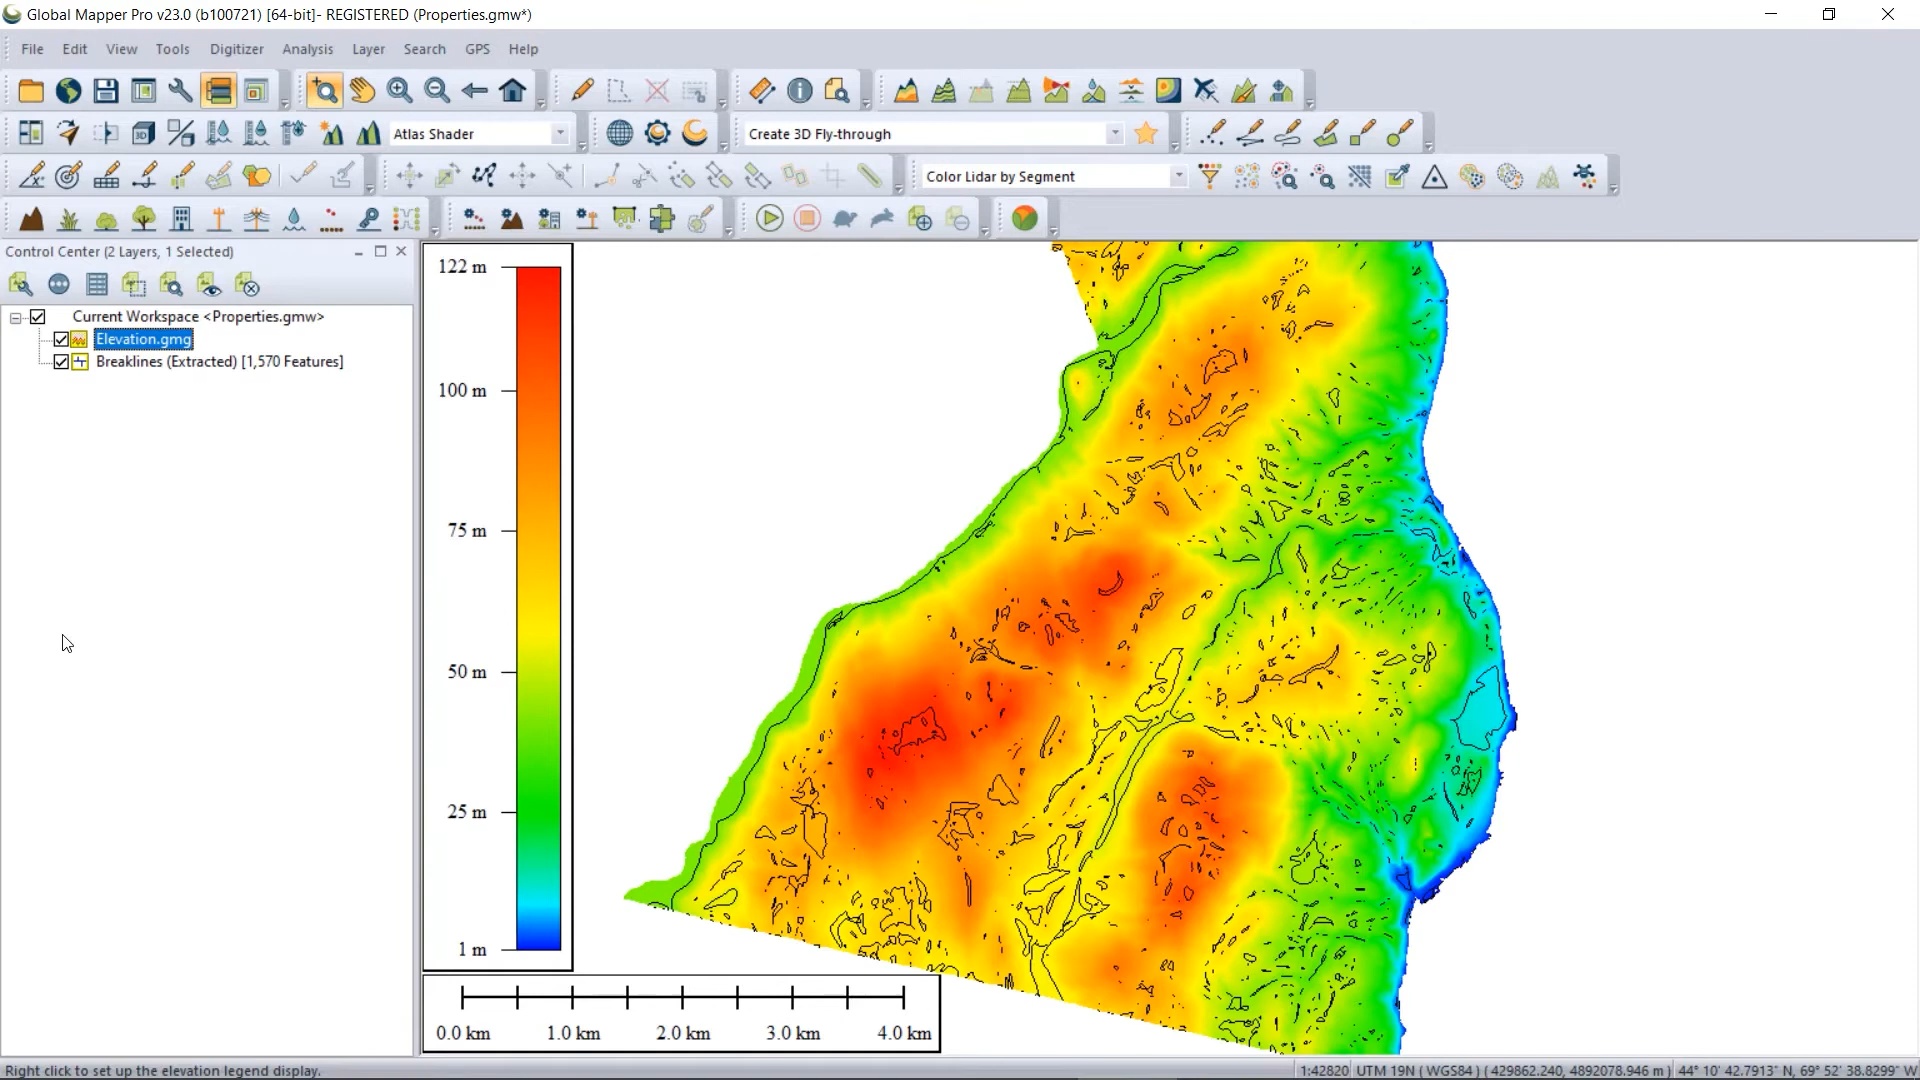 Global Mapper Pro v23.0 (b100721) [64-bit]- REGISTERED (Properties.gmw*)
File Edit View Tools Digitizer Analysis Layer Search GPS Help
Atlas Shader
Create 3D Fly-through
Color Lidar by Segment
Control Center (2 Layers, 1 Selected)
Current Workspace <Properties.gmw>
Elevation.gmg
Breaklines (Extracted) [1,570 Features]
122 m
100 m
75 m
50 m
25 m
1 m
0.0 km 1.0 km 2.0 km 3.0 km 4.0 km
Right click to set up the elevation legend display.
1:42820 UTM 19N ( WGS84 ) ( 429862.240, 4892078.946 m ) 44° 10' 42.7913" N, 69° 52' 38.8299" W